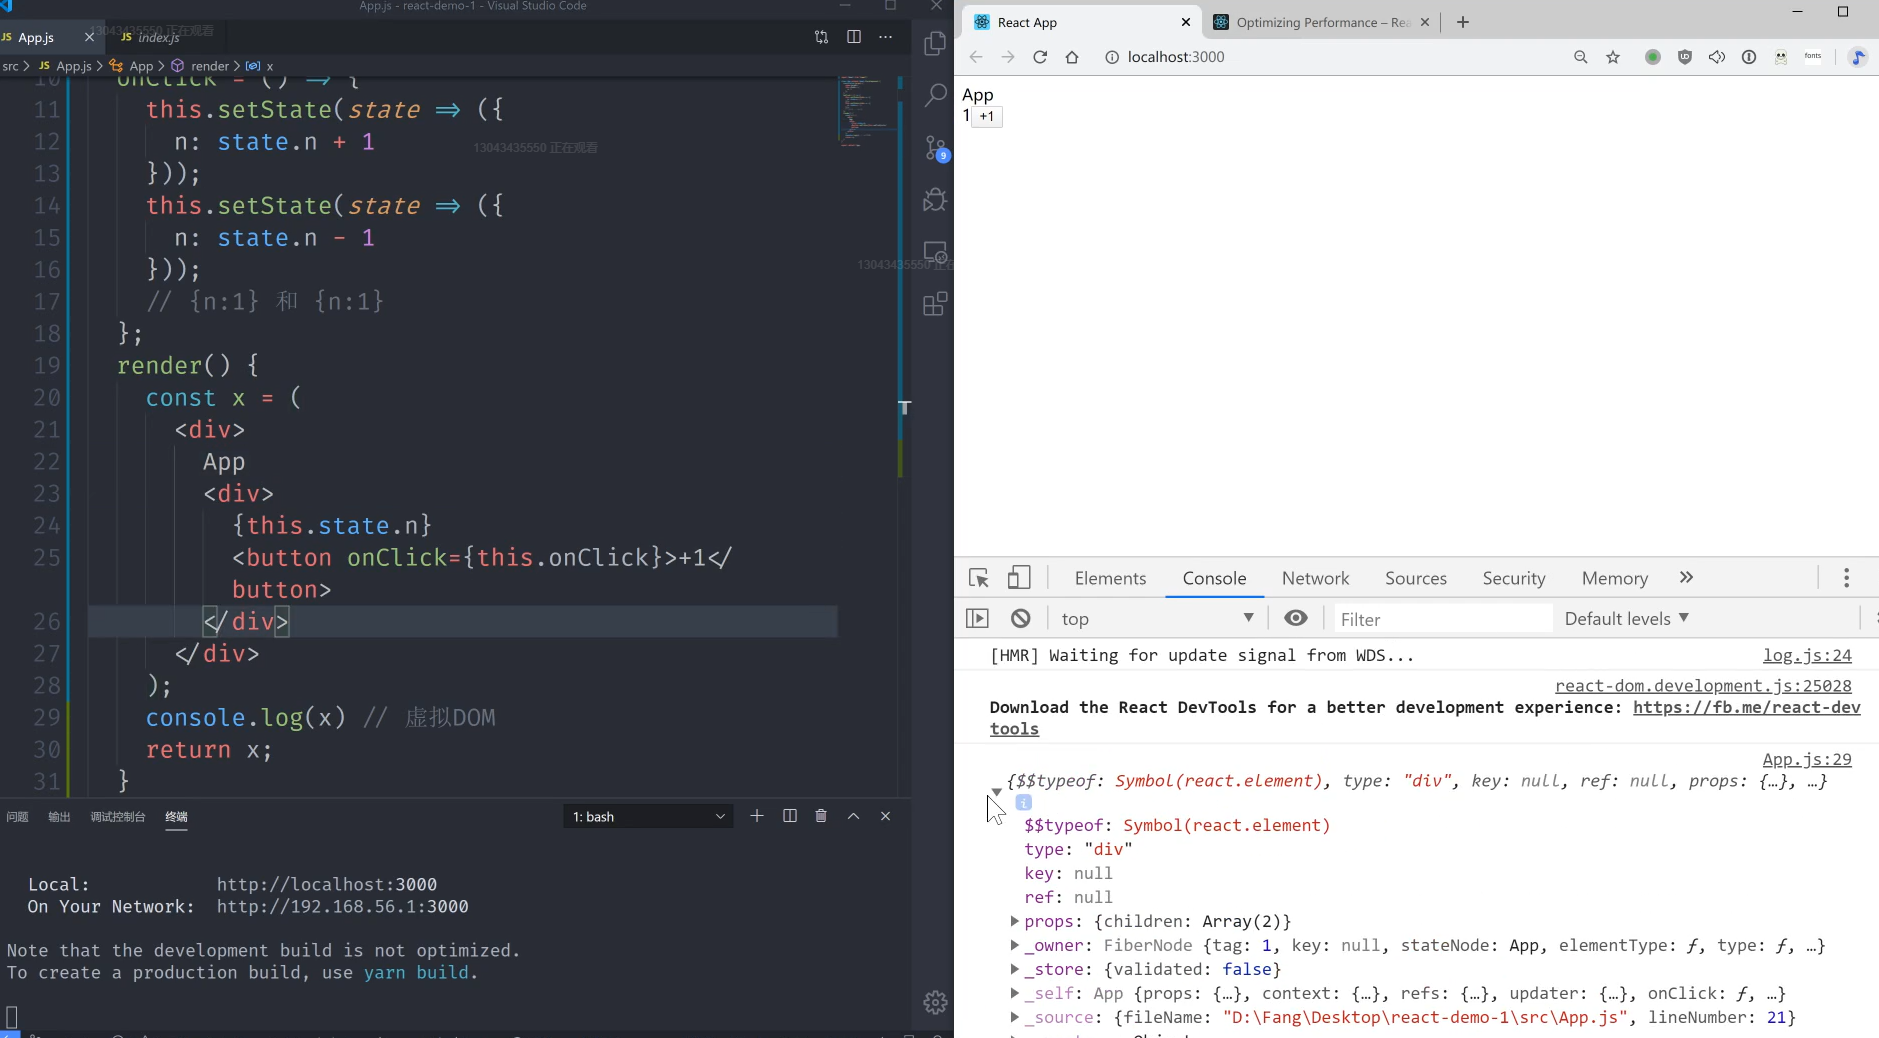 App.js - react-demo-1 - Visual Studio Code
JS App.js
JS index.js
13043435550 正在观看
src > JS App.js > App > render > x
10 onClick = () => {
11 this.setState(state => ({
12 n: state.n + 1
13043435550 正在观看
13 }));
14 this.setState(state => ({
15 n: state.n - 1
16 }));
13043435550 正在
17 // {n:1} 和 {n:1}
18 };
19 render() {
20 const x = (
21 <div>
22 App
23 <div>
24 {this.state.n}
25 <button onClick={this.onClick}>+1</
button>
26 </div>
27 </div>
28 );
29 console.log(x) // 虚拟DOM
30 return x;
31 }
9
问题 输出 调试控制台 终端
1: bash
Local: http://localhost:3000
On Your Network: http://192.168.56.1:3000
Note that the development build is not optimized.
To create a production build, use yarn build.
React App
Optimizing Performance – Rea
localhost:3000
fonts
App
1 +1
Elements Console Network Sources Security Memory »
top
Filter
Default levels
[HMR] Waiting for update signal from WDS... log.js:24
react-dom.development.js:25028
Download the React DevTools for a better development experience: https://fb.me/react-dev
tools
App.js:29
{$$typeof: Symbol(react.element), type: "div", key: null, ref: null, props: {…}, …}
i
$$typeof: Symbol(react.element)
type: "div"
key: null
ref: null
props: {children: Array(2)}
_owner: FiberNode {tag: 1, key: null, stateNode: App, elementType: ƒ, type: ƒ, …}
_store: {validated: false}
_self: App {props: {…}, context: {…}, refs: {…}, updater: {…}, onClick: ƒ, …}
_source: {fileName: "D:\Fang\Desktop\react-demo-1\src\App.js", lineNumber: 21}